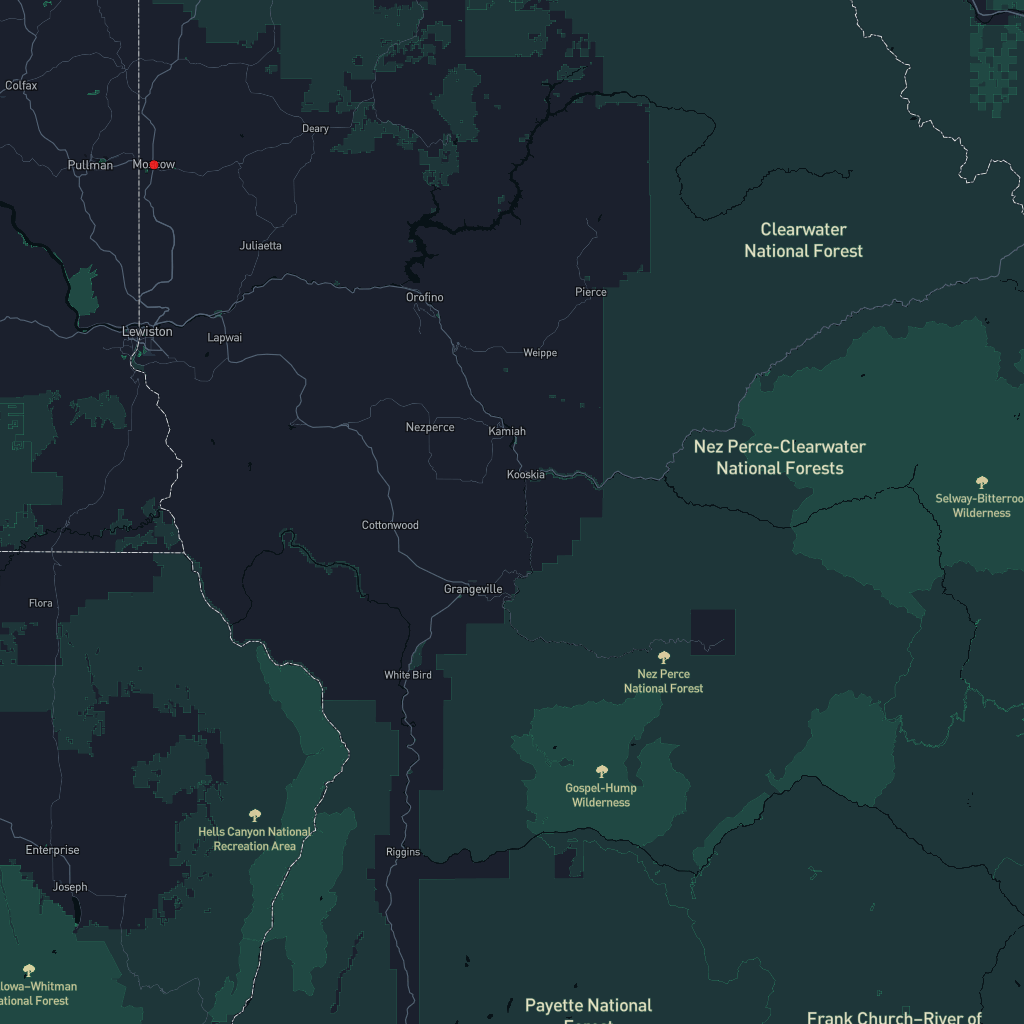 Colfax
Deary
Pullman
Moscow
Clearwater
National Forest
Juliaetta
Orofino
Pierce
Lewiston
Lapwai
Weippe
Nezperce
Kamiah
Nez Perce-Clearwater
National Forests
Kooskia
Selway-Bitterroo
Wilderness
Cottonwood
Grangeville
Flora
White Bird
Nez Perce
National Forest
Gospel-Hump
Wilderness
Hells Canyon National
Recreation Area
Enterprise
Riggins
Joseph
lowa–Whitman
ational Forest
Payette National
Forest
Frank Church–River of